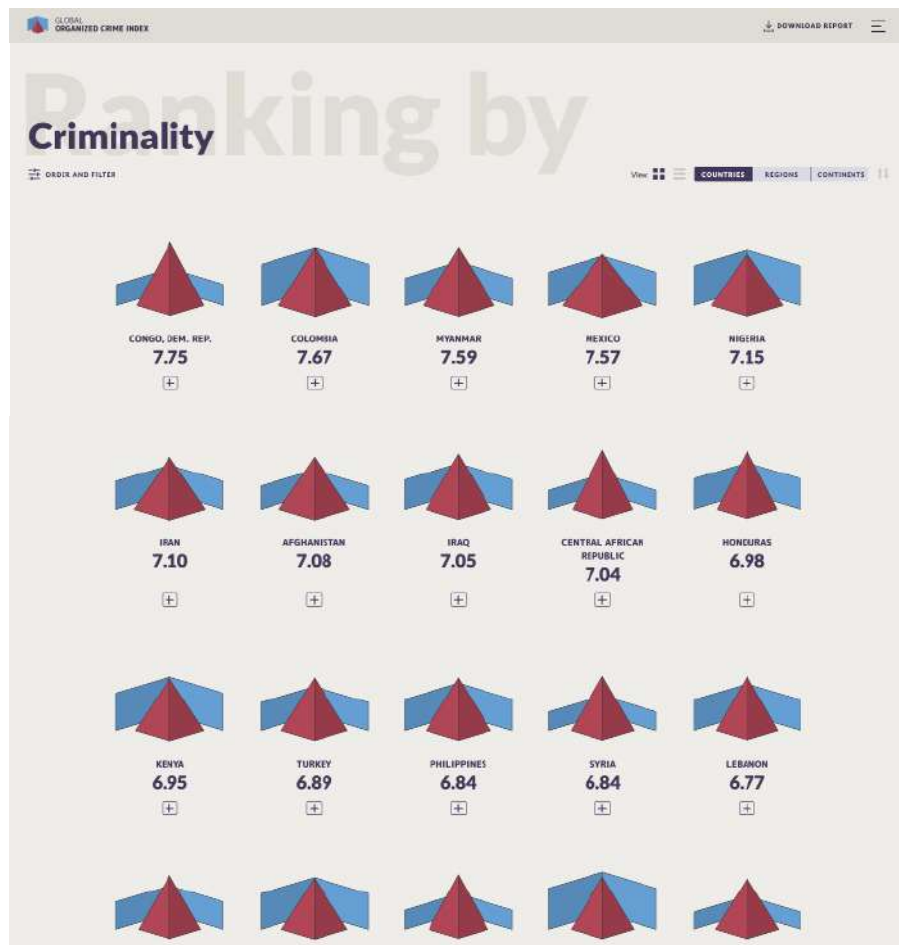 GLOBAL
ORGANIZED CRIME INDEX
DOWNLOAD REPORT
Ranking by
Criminality
ORDER AND FILTER
View
COUNTRIES
REGIONS
CONTINENTS
CONGO, DEM. REP.
COLOMBIA
MYANMAR
MEXICO
NIGERIA
7.75
7.67
7.59
7.57
7.15
IRAN
AFGHANISTAN
IRAQ
CENTRAL AFRICAN
REPUBLIC
HONDURAS
7.10
7.08
7.05
7.04
6.98
KENYA
TURKEY
PHILIPPINES
SYRIA
LEBANON
6.95
6.89
6.84
6.84
6.77